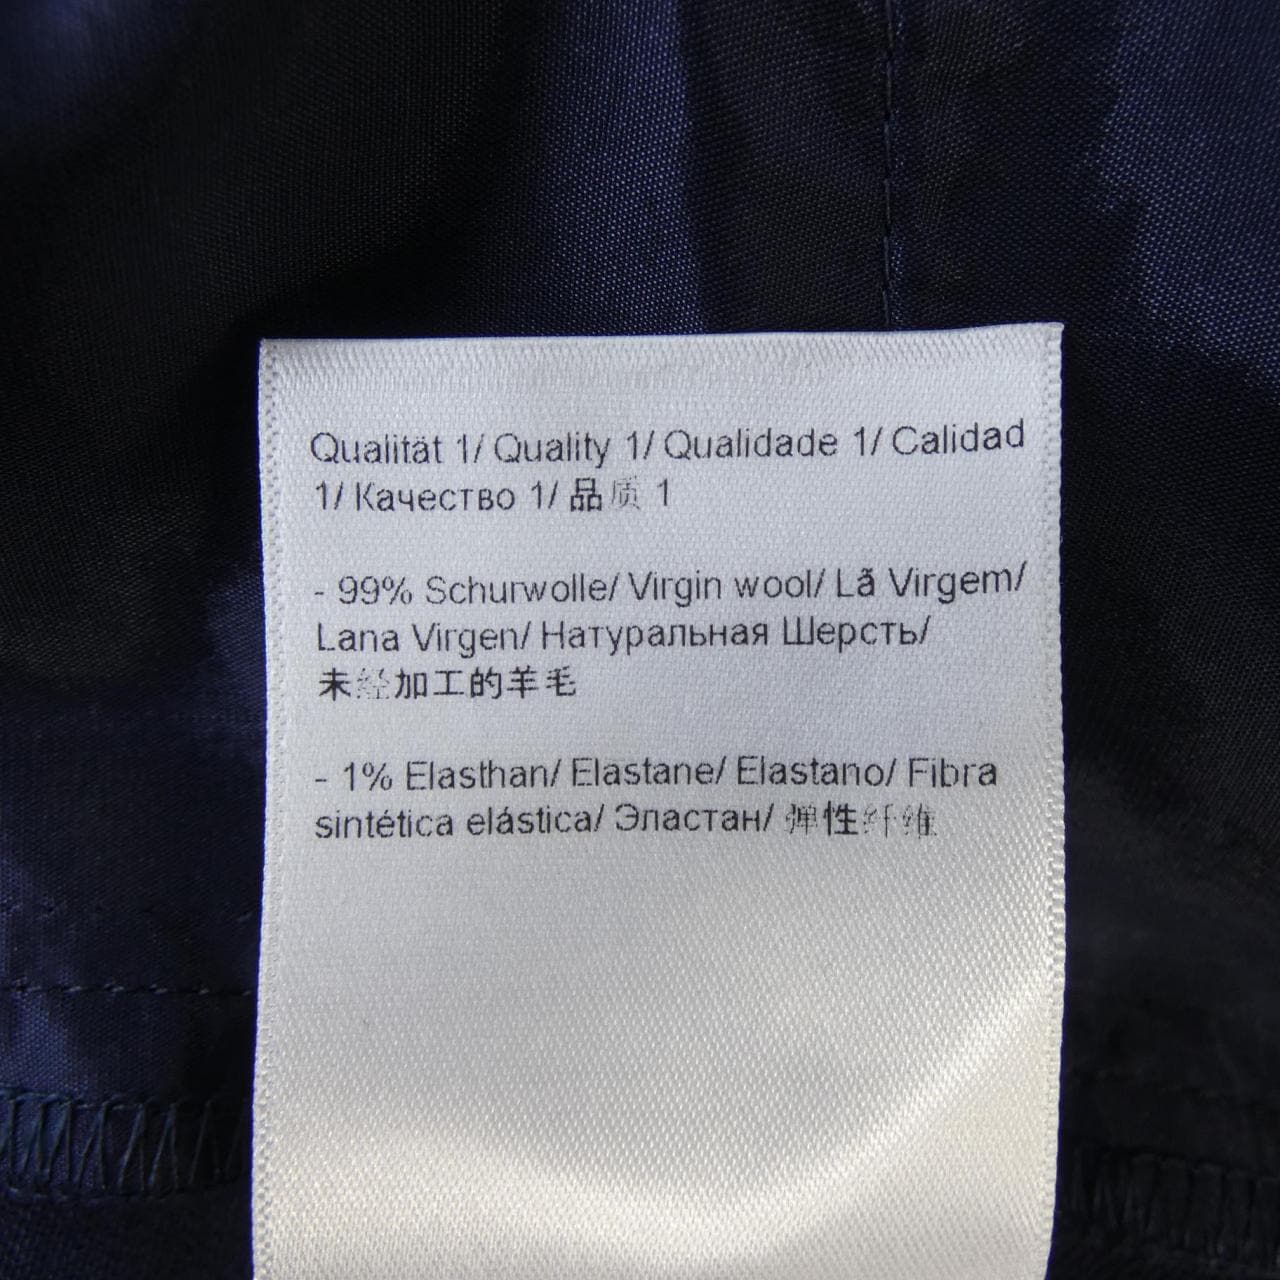 Qualität 1/ Quality 1/ Qualidade 1/ Calidad
1/ Качество 1/ 品质 1
- 99% Schurwolle/ Virgin wool/ Lã Virgem/
Lana Virgen/ Натуральная Шерсть/
未经加工的羊毛
- 1% Elasthan/ Elastane/ Elastano/ Fibra
sintética elástica/ Эластан/ 弹性纤维